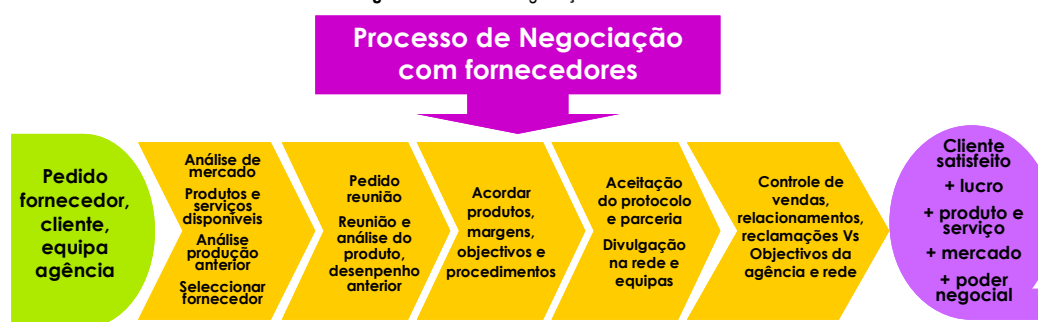 Processo de Negociação
com fornecedores
Pedido
fornecedor,
cliente,
equipa
agência
Análise de
mercado
Produtos e
serviços
disponíveis
Análise
produção
anterior
Seleccionar
fornecedor
Pedido
reunião
Reunião e
análise do
produto,
desenpenho
anterior
Acordar
produtos,
margens,
objectivos e
procedimentos
Aceitação
do protocolo
e parceria
Divulgação
na rede e
equipas
Controle de
vendas,
relacionamentos,
reclamações Vs
Objectivos da
agência e rede
Cliente
satisfeito
+ lucro
+ produto e
serviço
+ mercado
+ poder
negocial